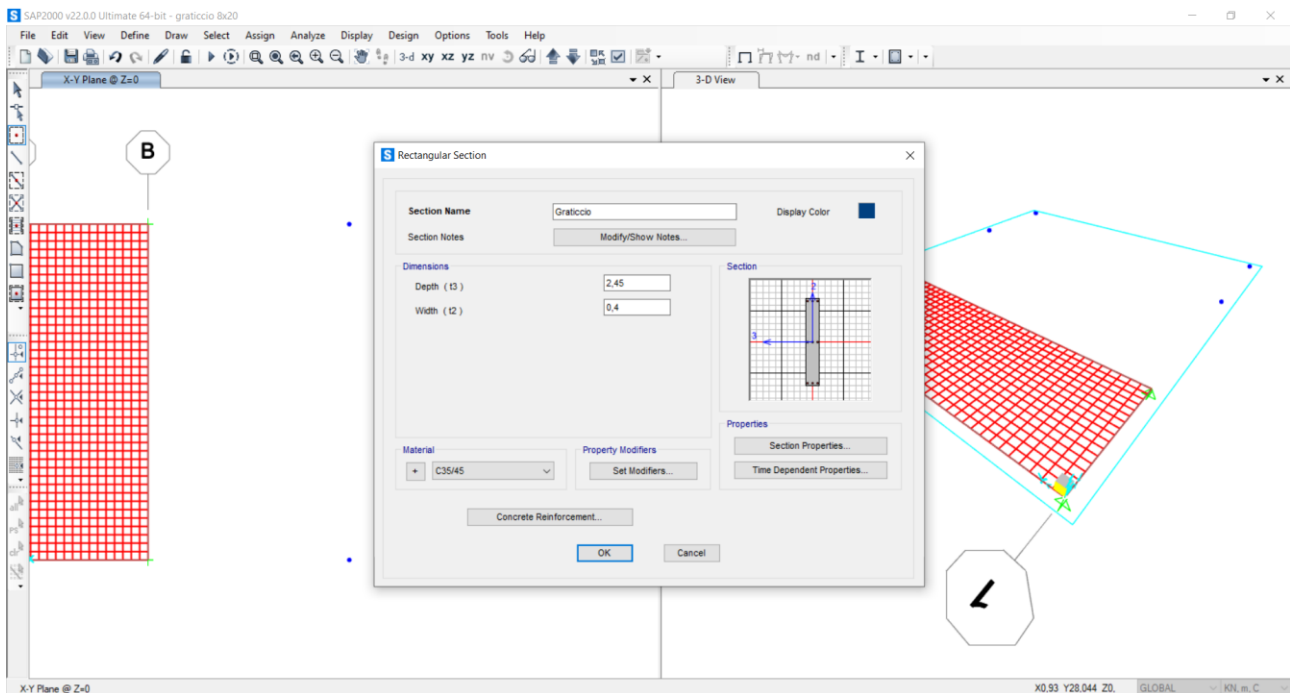 SAP2000 v22.0.0 Ultimate 64-bit - graticcio 8x20
File Edit View Define Draw Select Assign Analyze Display Design Options Tools Help
3-d xy xz yz nv nd
X-Y Plane @ Z=0
3-D View
B
Rectangular Section
Section Name Graticcio Display Color
Section Notes Modify/Show Notes...
Dimensions
Depth ( t3 ) 2,45
Width ( t2 ) 0,4
Section
2
3
Properties
Section Properties...
Time Dependent Properties...
Material
+ C35/45
Property Modifiers
Set Modifiers...
Concrete Reinforcement...
OK Cancel
all
ps
clr
X-Y Plane @ Z=0
X0,93 Y28,044 Z0, GLOBAL KN, m, C